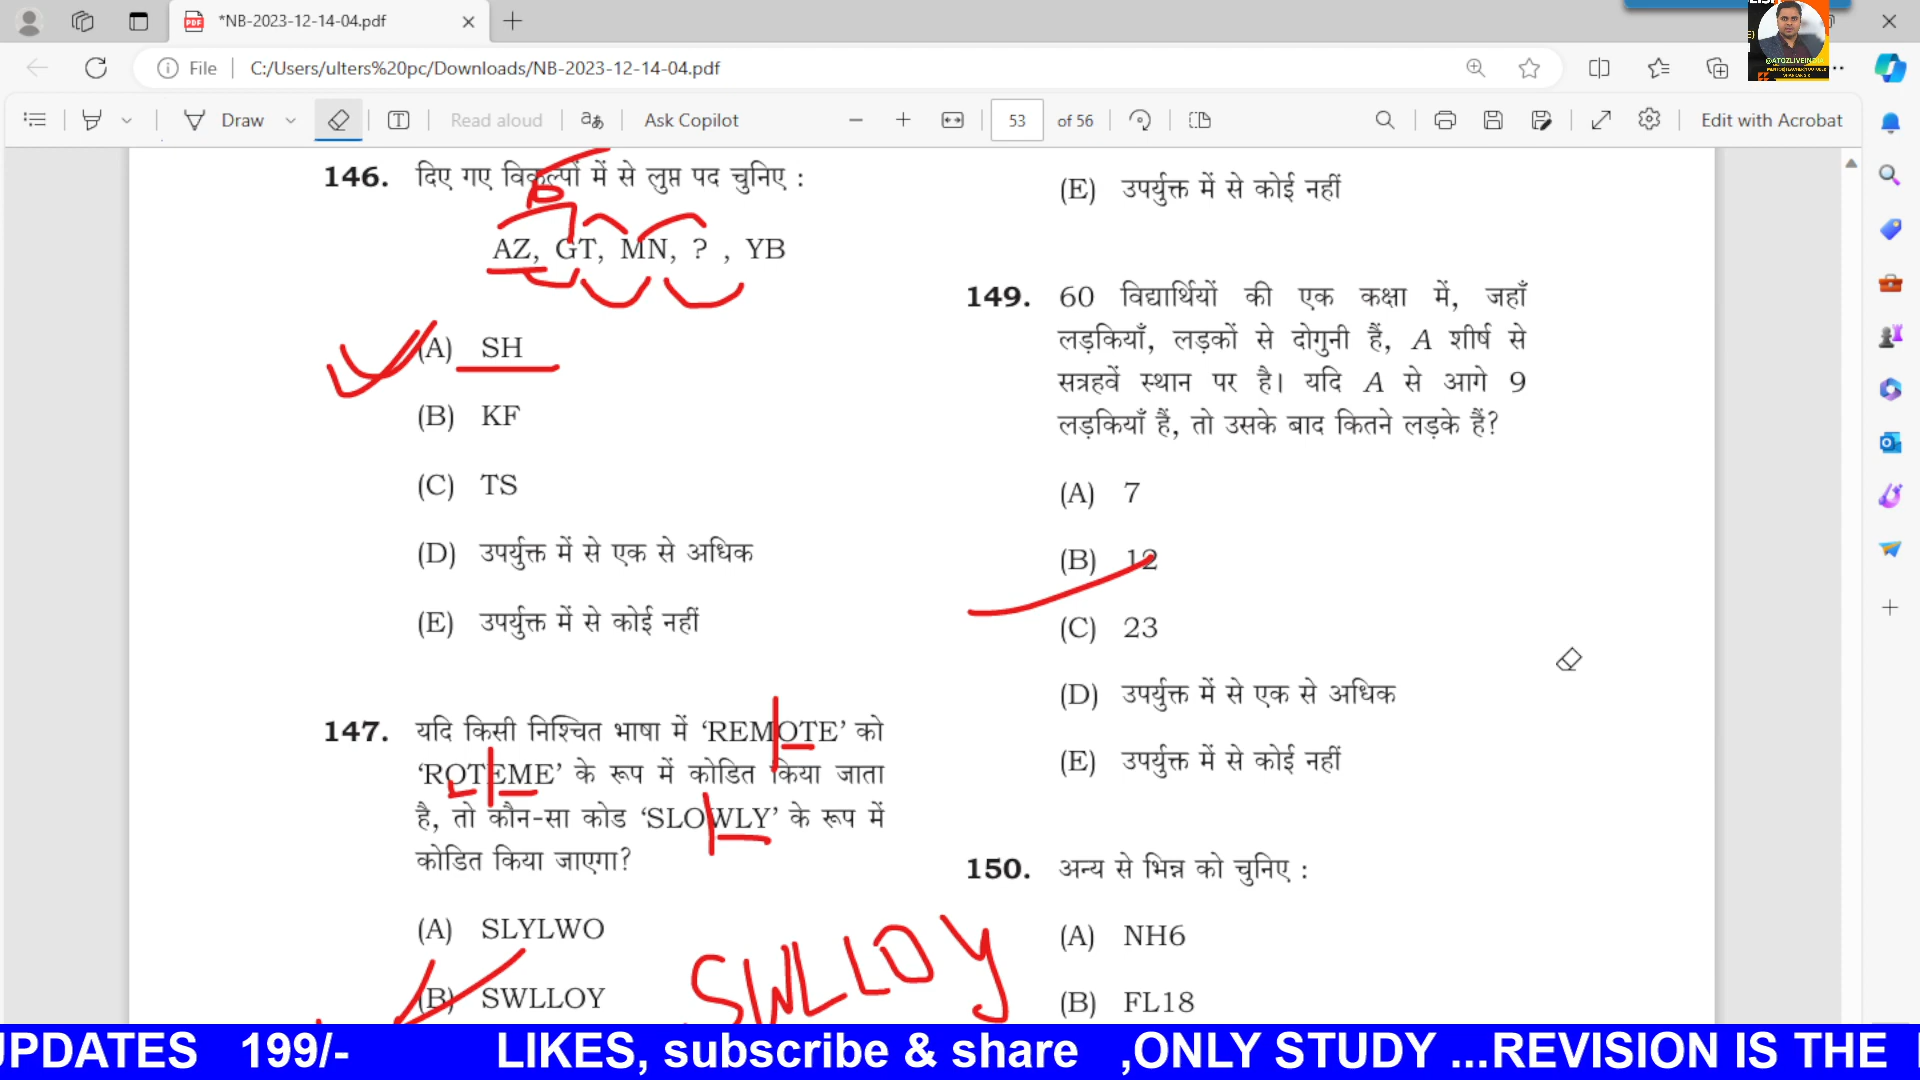 *NB-2023-12-14-04.pdf
File C:/Users/ulters%20pc/Downloads/NB-2023-12-14-04.pdf
@ATOZLIVEINDIA
Draw Read aloud Ask Copilot 53 of 56 Edit with Acrobat
146. दिए गए विकल्पों में से लुप्त पद चुनिए :
6
AZ, GT, MN, ? , YB
(A) SH
(B) KF
(C) TS
(D) उपर्युक्त में से एक से अधिक
(E) उपर्युक्त में से कोई नहीं
147. यदि किसी निश्चित भाषा में ‘REMOTE’ को
‘ROTEME’ के रूप में कोडित किया जाता
है, तो कौन-सा कोड ‘SLOWLY’ के रूप में
कोडित किया जाएगा?
(A) SLYLWO
(B) SWLLOY
SWLLOY
(E) उपर्युक्त में से कोई नहीं
149. 60 विद्यार्थियों की एक कक्षा में, जहाँ
लड़कियाँ, लड़कों से दोगुनी हैं, A शीर्ष से
सत्रहवें स्थान पर है। यदि A से आगे 9
लड़कियाँ हैं, तो उसके बाद कितने लड़के हैं?
(A) 7
(B) 12
(C) 23
(D) उपर्युक्त में से एक से अधिक
(E) उपर्युक्त में से कोई नहीं
150. अन्य से भिन्न को चुनिए :
(A) NH6
(B) FL18
UPDATES 199/- LIKES, subscribe & share ,ONLY STUDY ...REVISION IS THE